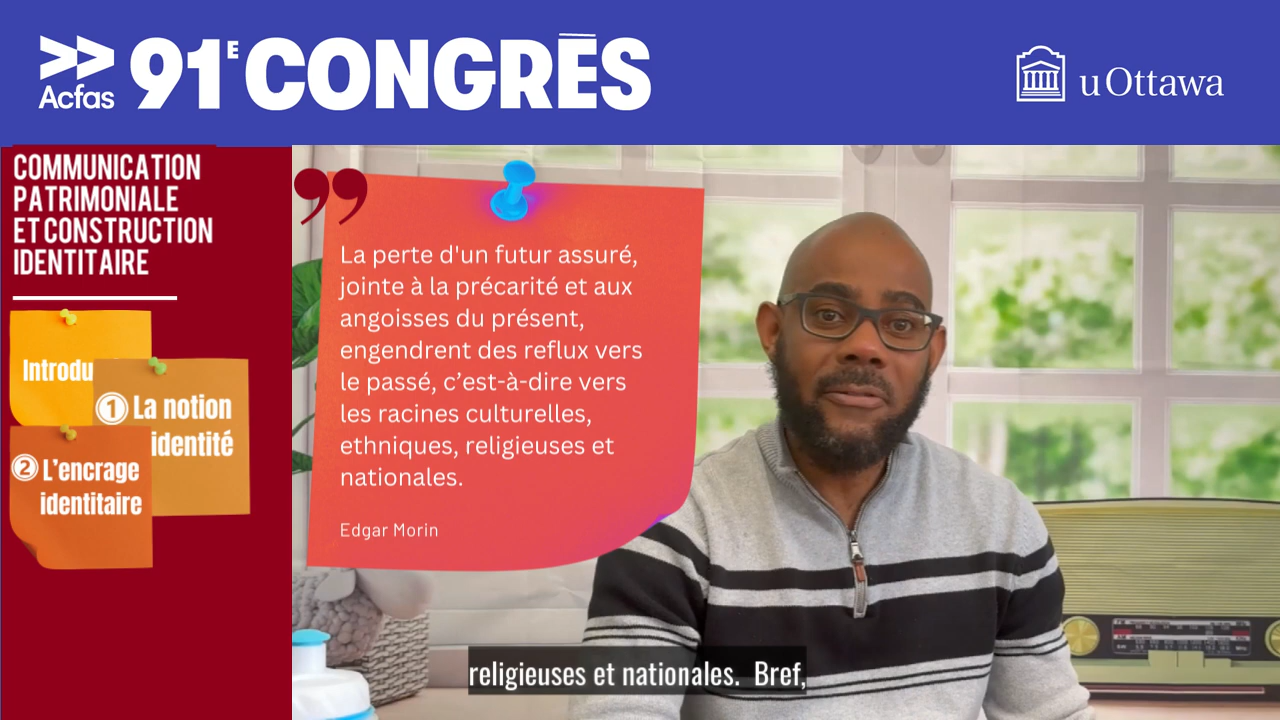 Acfas
91E CONGRÈS
uOttawa
COMMUNICATION
PATRIMONIALE
ET CONSTRUCTION
IDENTITAIRE
Introdu
1 La notion
identité
2 L'encrage
identitaire
”
La perte d'un futur assuré,
jointe à la précarité et aux
angoisses du présent,
engendrent des reflux vers
le passé, c’est-à-dire vers
les racines culturelles,
ethniques, religieuses et
nationales.
Edgar Morin
religieuses et nationales.  Bref,